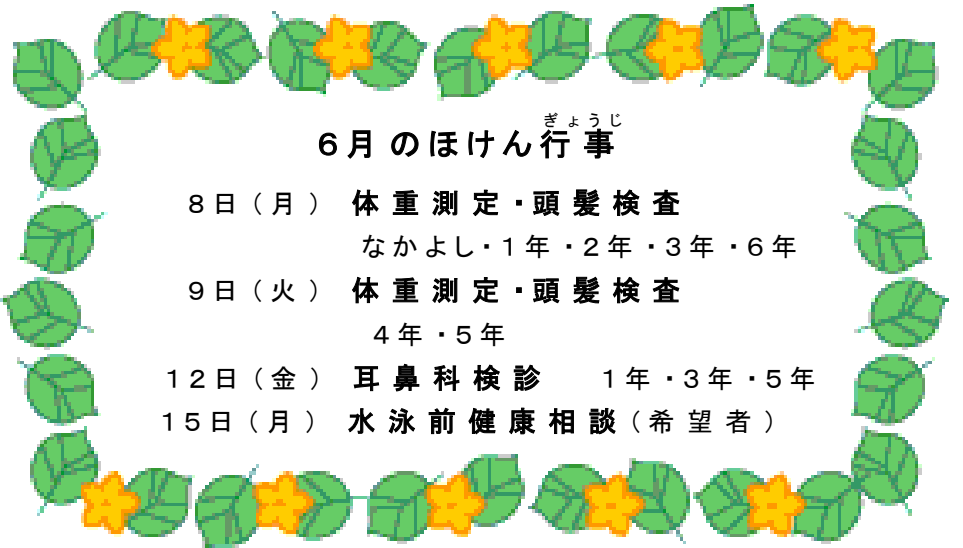 ぎょうじ
6月のほけん行事
8日(月) 体重測定・頭髪検査
なかよし・1年・2年・3年・6年
9日(火) 体重測定・頭髪検査
4年・5年
12日(金) 耳鼻科検診 1年・3年・5年
15日(月) 水泳前健康相談(希望者)